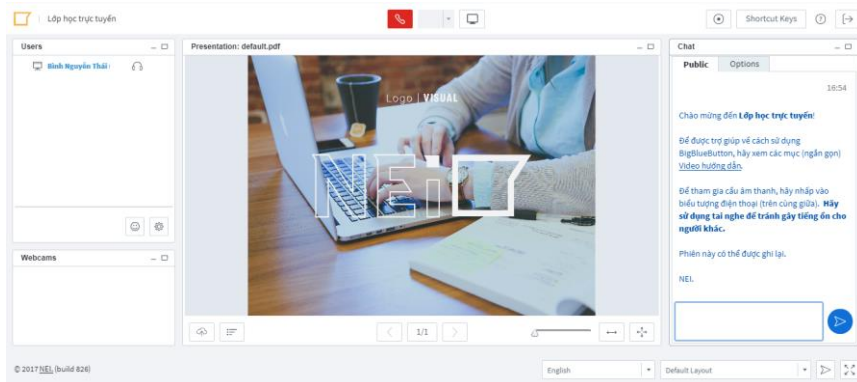 Lớp học trực tuyến
Shortcut Keys
Users
Bình Nguyễn Thái
Webcams
Presentation: default.pdf
Logo | VISUAL
NEi
1/1
Chat
Public
Options
16:54
Chào mừng đến Lớp học trực tuyến!
Để được trợ giúp về cách sử dụng
BigBlueButton, hãy xem các mục (ngắn gọn)
Video hướng dẫn.
Để tham gia cầu âm thanh, hãy nhấp vào
biểu tượng điện thoại (trên cùng giữa). Hãy
sử dụng tai nghe để tránh gây tiếng ồn cho
người khác.
Phiên này có thể được ghi lại.
NEI.
© 2017 NEI. (build 828)
English
Default Layout